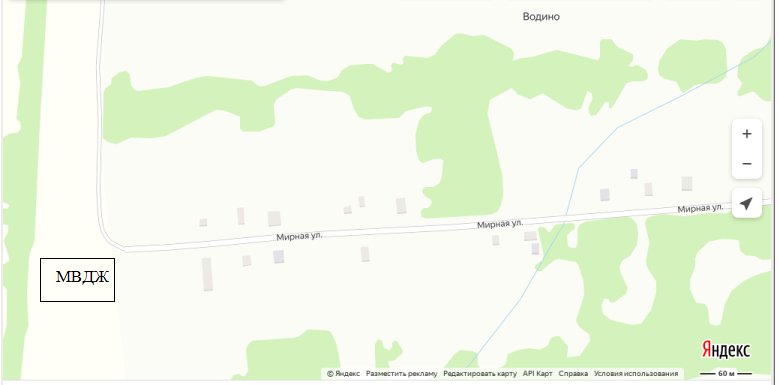 Водино
Мирная ул.
Мирная ул.
Мирная ул.
МВДЖ
+
−
Яндекс
© Яндекс Разместить рекламу Редактировать карту API Карт Справка Условия использования
60 м